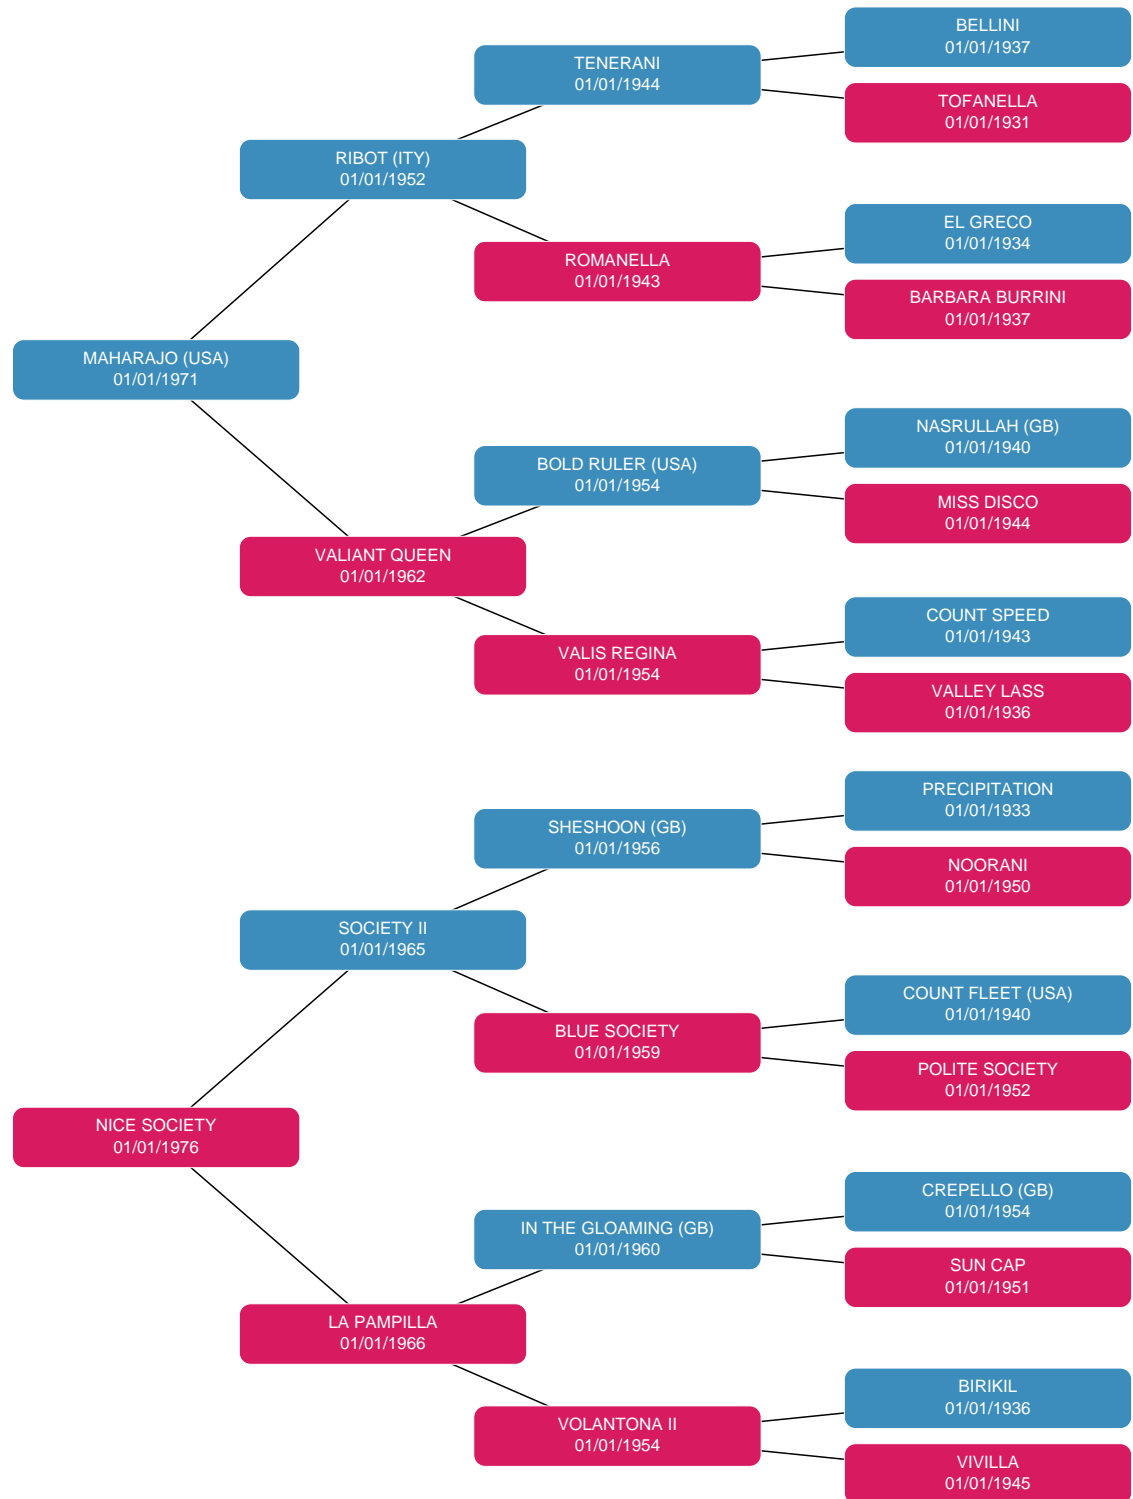 BELLINI
01/01/1937
TENERANI
01/01/1944
TOFANELLA
01/01/1931
RIBOT (ITY)
01/01/1952
EL GRECO
01/01/1934
ROMANELLA
01/01/1943
BARBARA BURRINI
01/01/1937
MAHARAJO (USA)
01/01/1971
NASRULLAH (GB)
01/01/1940
BOLD RULER (USA)
01/01/1954
MISS DISCO
01/01/1944
VALIANT QUEEN
01/01/1962
COUNT SPEED
01/01/1943
VALIS REGINA
01/01/1954
VALLEY LASS
01/01/1936
PRECIPITATION
01/01/1933
SHESHOON (GB)
01/01/1956
NOORANI
01/01/1950
SOCIETY II
01/01/1965
COUNT FLEET (USA)
01/01/1940
BLUE SOCIETY
01/01/1959
POLITE SOCIETY
01/01/1952
NICE SOCIETY
01/01/1976
CREPELLO (GB)
01/01/1954
IN THE GLOAMING (GB)
01/01/1960
SUN CAP
01/01/1951
LA PAMPILLA
01/01/1966
BIRIKIL
01/01/1936
VOLANTONA II
01/01/1954
VIVILLA
01/01/1945